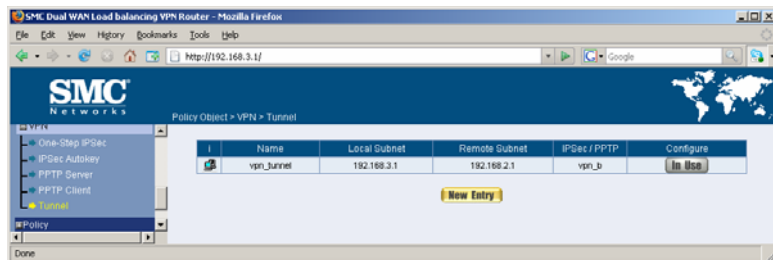 SMC Dual WAN Load balancing VPN Router - Mozilla Firefox
File Edit View History Bookmarks Tools Help
http://192.168.3.1/
Google
SMC
Networks
Policy Object > VPN > Tunnel
VPN
One-Step IPSec
IPSec Autokey
PPTP Server
PPTP Client
Tunnel
Policy
i Name Local Subnet Remote Subnet IPSec / PPTP Configure
vpn_tunnel 192.168.3.1 192.168.2.1 vpn_b In Use
New Entry
Done